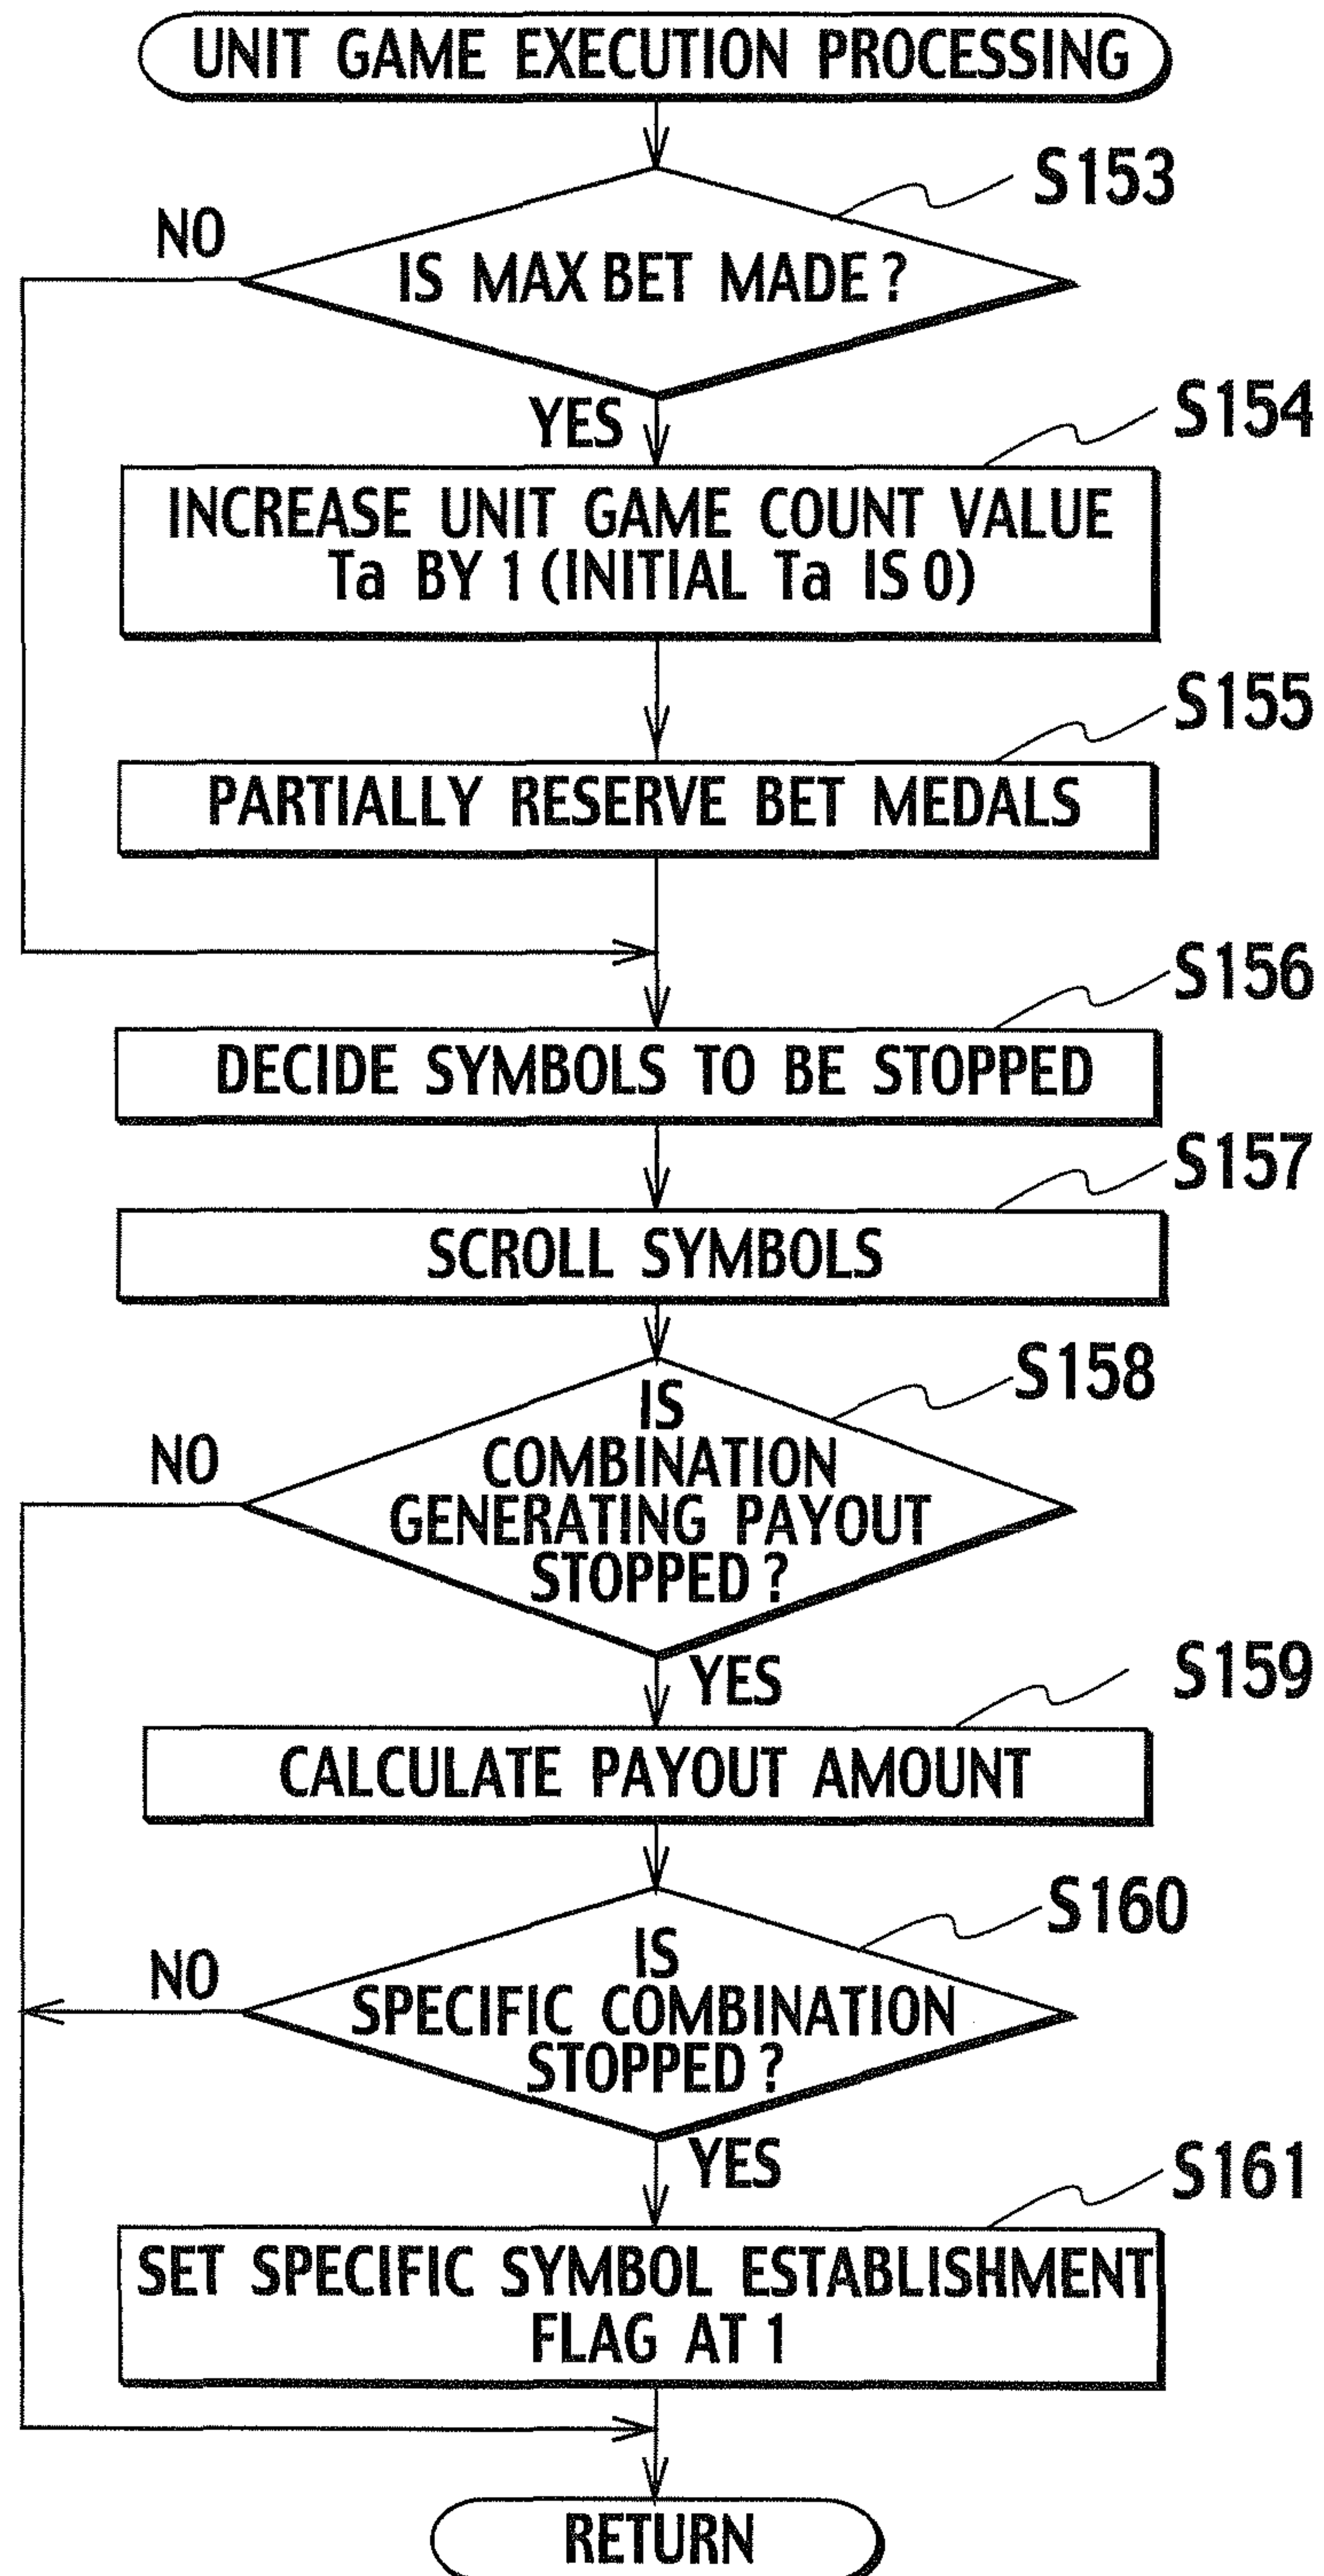 UNIT GAME EXECUTION PROCESSING
S153
NO
IS MAX BET MADE ?
YES
S154
INCREASE UNIT GAME COUNT VALUE
Ta BY 1 (INITIAL Ta IS 0)
S155
PARTIALLY RESERVE BET MEDALS
S156
DECIDE SYMBOLS TO BE STOPPED
S157
SCROLL SYMBOLS
S158
NO
IS
COMBINATION
GENERATING PAYOUT
STOPPED ?
YES
S159
CALCULATE PAYOUT AMOUNT
S160
NO
IS
SPECIFIC COMBINATION
STOPPED ?
YES
S161
SET SPECIFIC SYMBOL ESTABLISHMENT
FLAG AT 1
RETURN